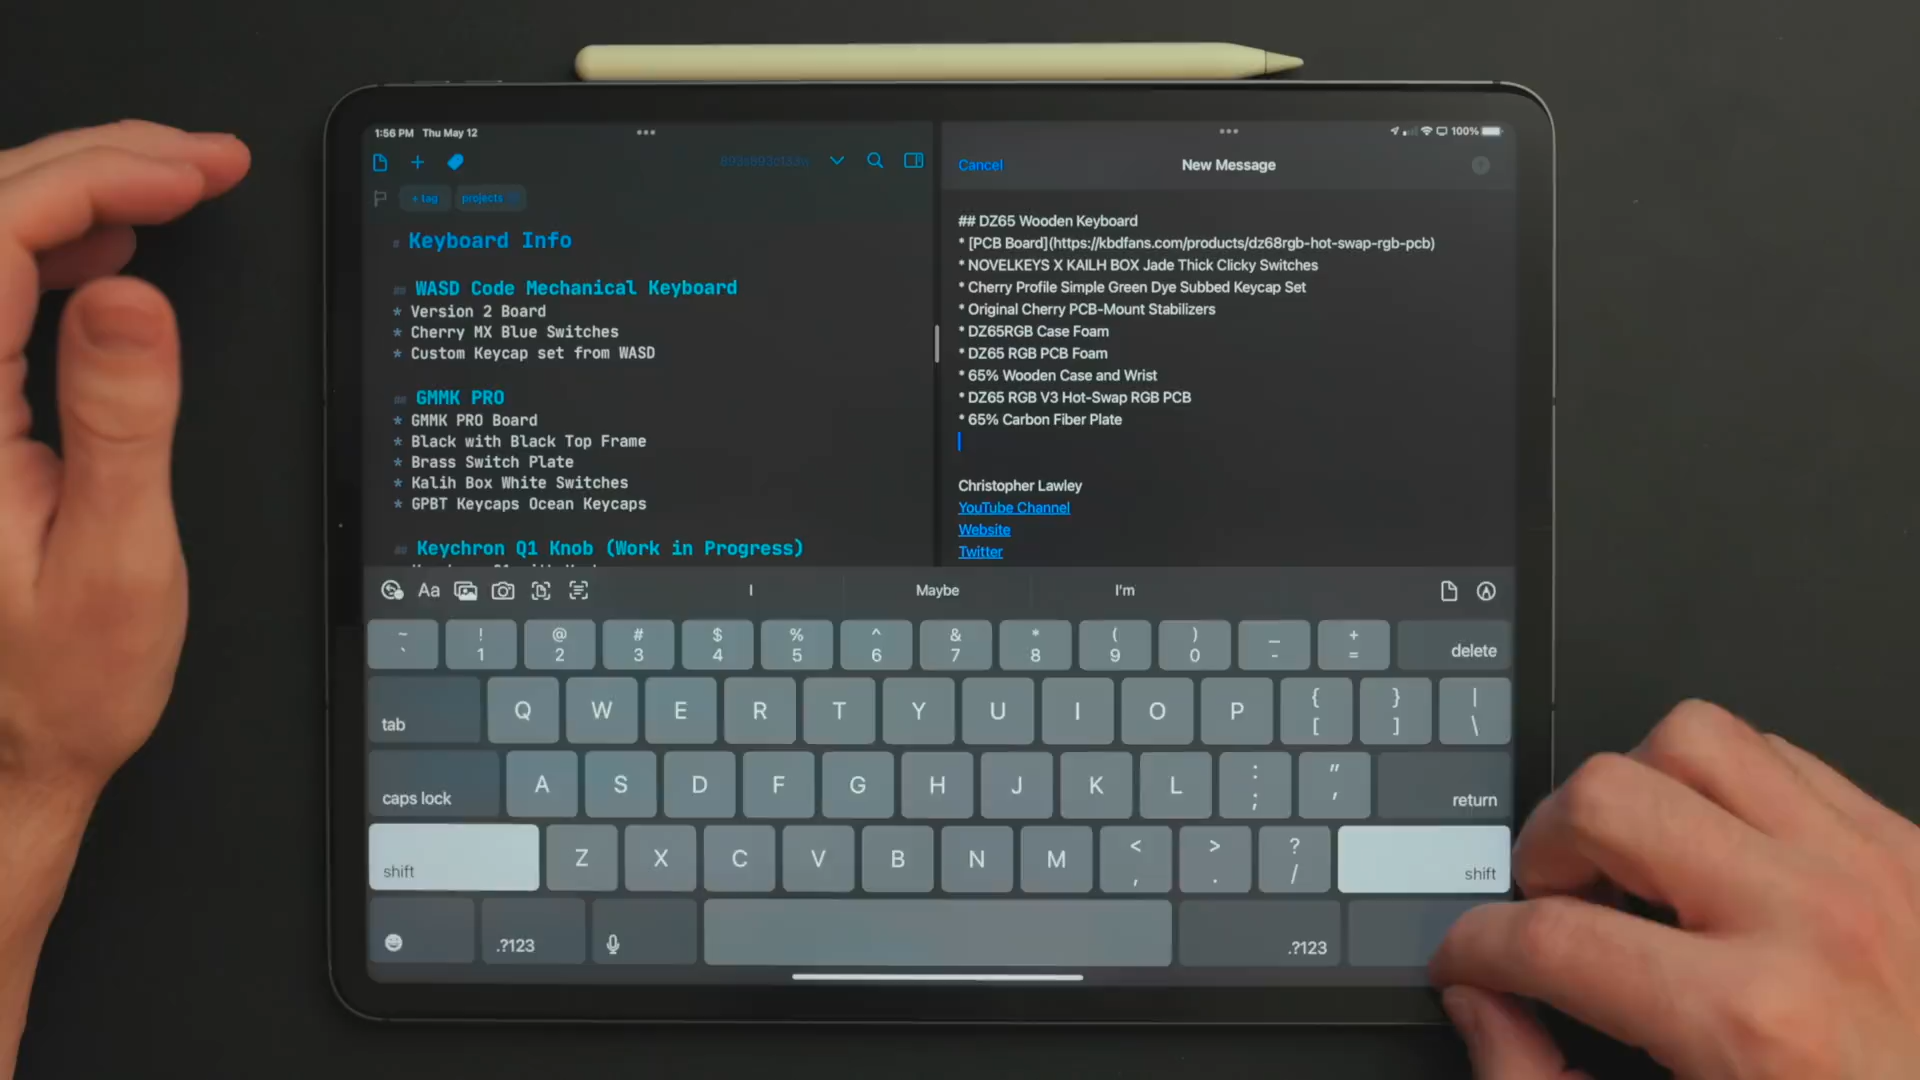 1:56 PM Thu May 12
+ tag
projects
# Keyboard Info
## WASD Code Mechanical Keyboard
* Version 2 Board
* Cherry MX Blue Switches
* Custom Keycap set from WASD
## GMMK PRO
* GMMK PRO Board
* Black with Black Top Frame
* Brass Switch Plate
* Kalih Box White Switches
* GPBT Keycaps Ocean Keycaps
## Keychron Q1 Knob (Work in Progress)
100%
Cancel
New Message
## DZ65 Wooden Keyboard
* [PCB Board](https://kbdfans.com/products/dz68rgb-hot-swap-rgb-pcb)
* NOVELKEYS X KAILH BOX Jade Thick Clicky Switches
* Cherry Profile Simple Green Dye Subbed Keycap Set
* Original Cherry PCB-Mount Stabilizers
* DZ65RGB Case Foam
* DZ65 RGB PCB Foam
* 65% Wooden Case and Wrist
* DZ65 RGB V3 Hot-Swap RGB PCB
* 65% Carbon Fiber Plate
Christopher Lawley
YouTube Channel
Website
Twitter
Aa
I
Maybe
I'm
~ ! @ # $ % ^ & * ( ) _ +
` 1 2 3 4 5 6 7 8 9 0 - = delete
tab Q W E R T Y U I O P { [ } ] | \
caps lock A S D F G H J K L : ; " ' return
shift Z X C V B N M < , > . ? / shift
.?123 .?123